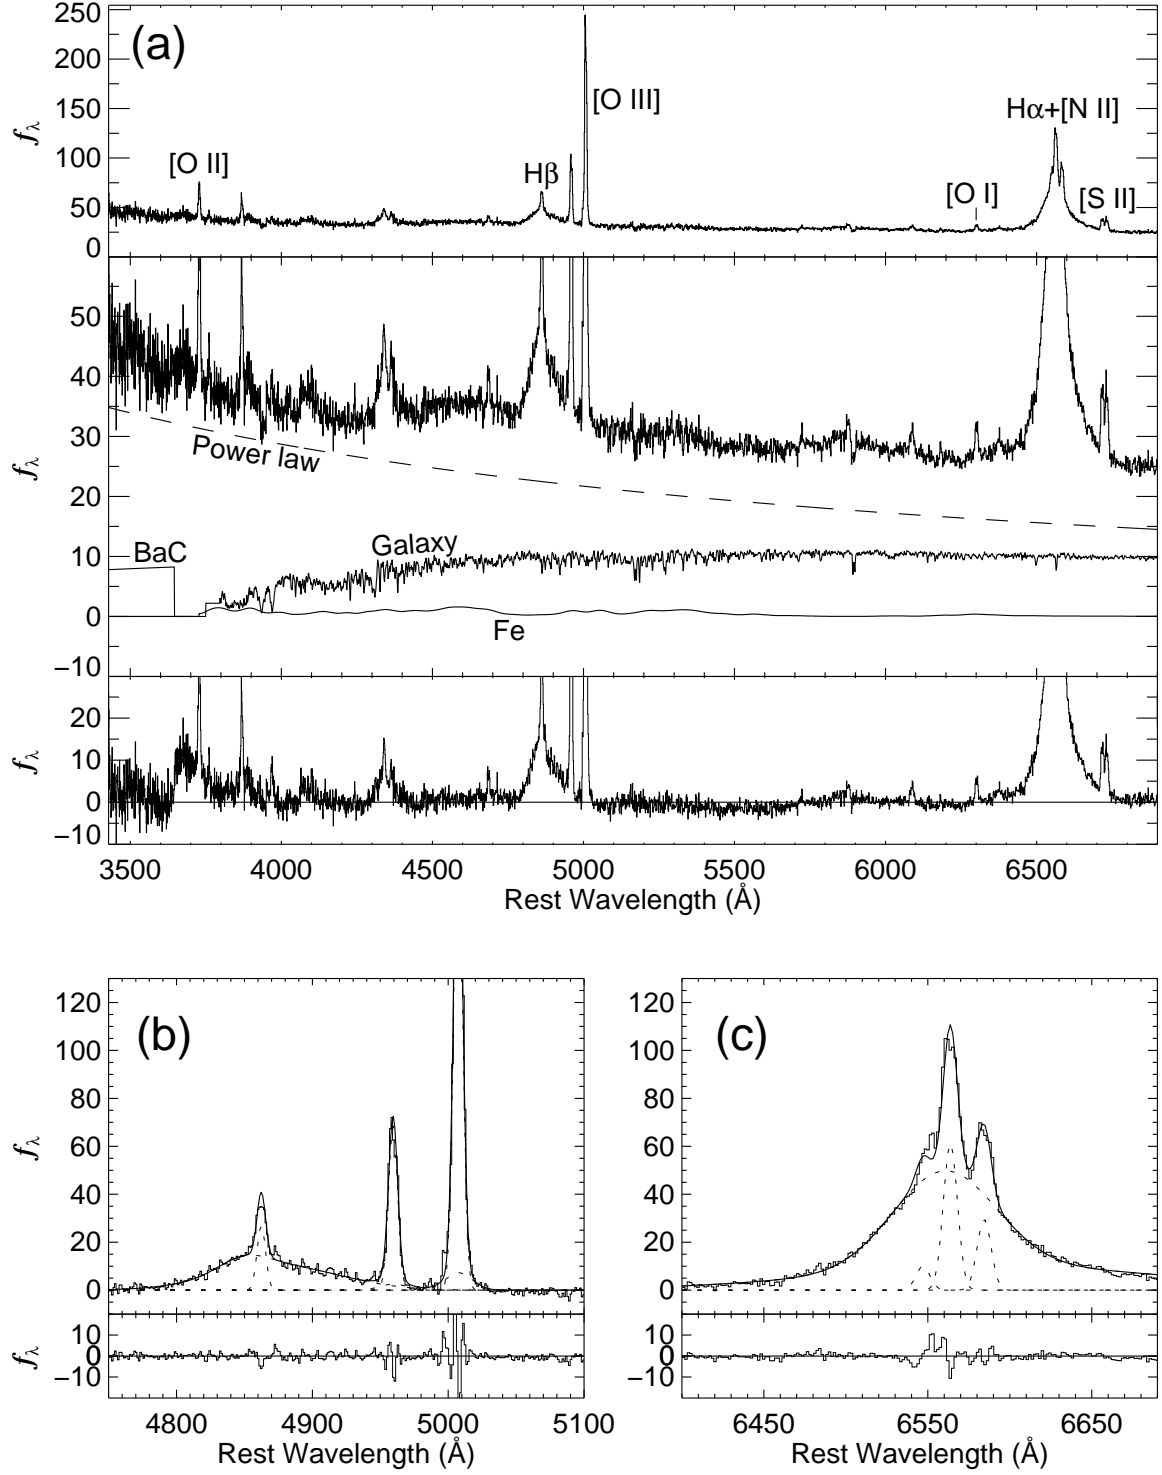 250
(a)
200
[O III]
150
Hα+[N II]
fλ
100
[O II]
Hβ
[O I]
[S II]
50
0
50
40
30
Power law
fλ
20
BaC
Galaxy
10
0
Fe
−10
20
fλ
10
0
−10
3500 4000 4500 5000 5500 6000 6500
Rest Wavelength (Å)
(b)
120
100
80
fλ
60
40
20
0
fλ
10
0
−10
4800 4900 5000 5100
Rest Wavelength (Å)
(c)
120
100
80
60
40
20
0
10
0
−10
6450 6550 6650
Rest Wavelength (Å)